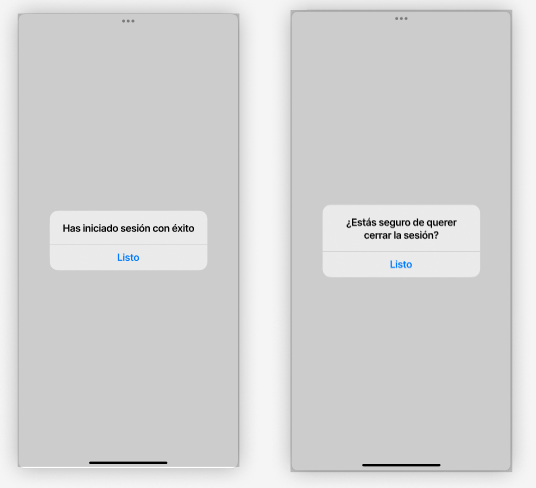 Has iniciado sesión con éxito
Listo
¿Estás seguro de querer
cerrar la sesión?
Listo